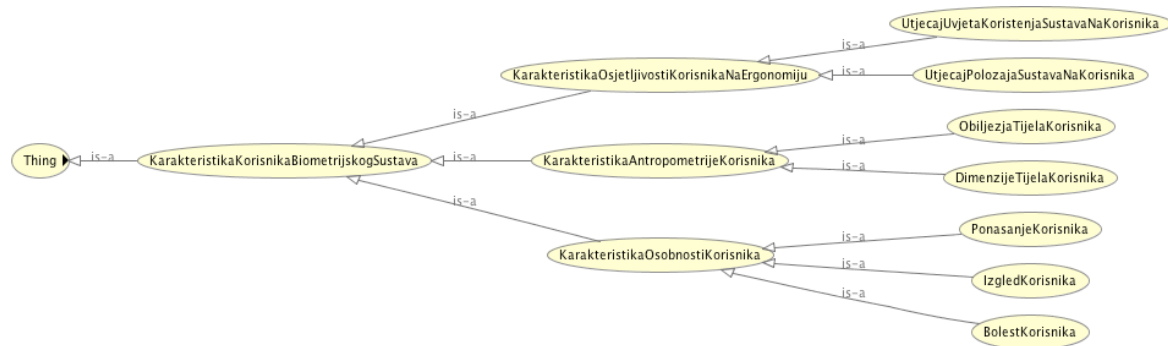 UtjecajUvjetaKoristenjaSustavaNaKorisnika
is-a
KarakteristikaOsjetljivostiKorisnikaNaErgonomiju
is-a
UtjecajPolozajaSustavaNaKorisnika
is-a
ObiljezjaTijelaKorisnika
is-a
Thing
is-a
KarakteristikaKorisnikaBiometrijskogSustava
is-a
KarakteristikaAntropometrijeKorisnika
is-a
DimenzijeTijelaKorisnika
is-a
PonasanjeKorisnika
is-a
KarakteristikaOsobnostiKorisnika
is-a
IzgledKorisnika
is-a
BolestKorisnika